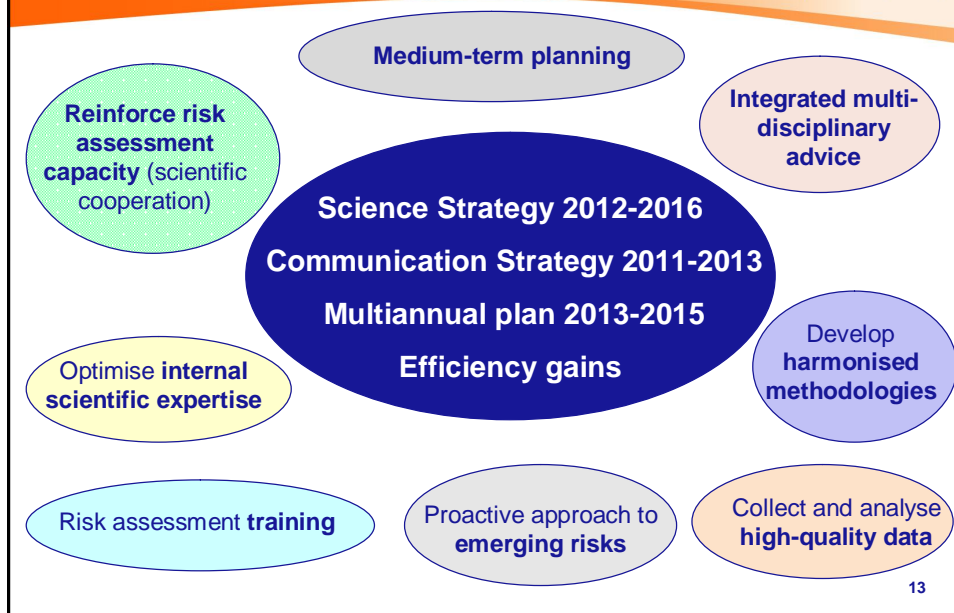 Medium-term planning
Reinforce risk
assessment
capacity (scientific
cooperation)
Integrated multi-
disciplinary
advice
Science Strategy 2012-2016
Communication Strategy 2011-2013
Multiannual plan 2013-2015
Efficiency gains
Optimise internal
scientific expertise
Develop
harmonised
methodologies
Risk assessment training
Proactive approach to
emerging risks
Collect and analyse
high-quality data
13